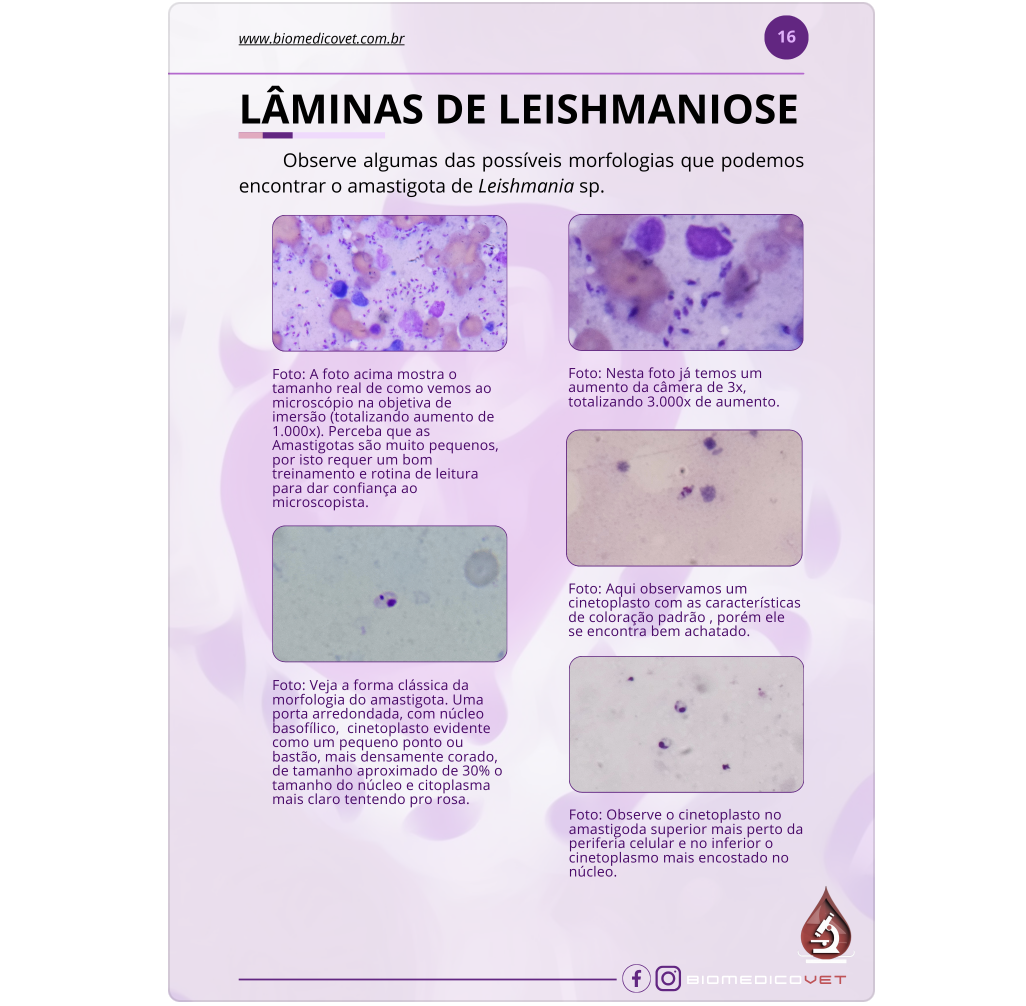 www.biomedicovet.com.br
16
LÂMINAS DE LEISHMANIOSE
Observe algumas das possíveis morfologias que podemos
encontrar o amastigota de Leishmania sp.
Foto: A foto acima mostra o
tamanho real de como vemos ao
microscópio na objetiva de
imersão (totalizando aumento de
1.000x). Perceba que as
Amastigotas são muito pequenos,
por isto requer um bom
treinamento e rotina de leitura
para dar confiança ao
microscopista.
Foto: Veja a forma clássica da
morfologia do amastigota. Uma
porta arredondada, com núcleo
basofílico,  cinetoplasto evidente
como um pequeno ponto ou
bastão, mais densamente corado,
de tamanho aproximado de 30% o
tamanho do núcleo e citoplasma
mais claro tentendo pro rosa.
Foto: Nesta foto já temos um
aumento da câmera de 3x,
totalizando 3.000x de aumento.
Foto: Aqui observamos um
cinetoplasto com as características
de coloração padrão , porém ele
se encontra bem achatado.
Foto: Observe o cinetoplasto no
amastigoda superior mais perto da
periferia celular e no inferior o
cinetoplasmo mais encostado no
núcleo.
BIOMEDICOVET